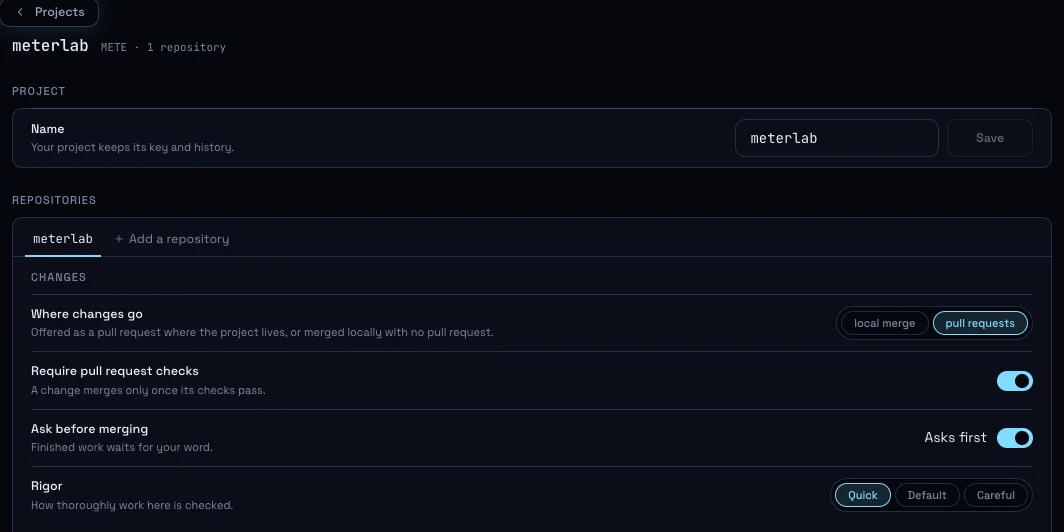 Projects
meterlab METE · 1 repository
PROJECT
Name
Your project keeps its key and history.
meterlab
Save
REPOSITORIES
meterlab + Add a repository
CHANGES
Where changes go
Offered as a pull request where the project lives, or merged locally with no pull request.
local merge pull requests
Require pull request checks
A change merges only once its checks pass.
Ask before merging
Finished work waits for your word.
Asks first
Rigor
How thoroughly work here is checked.
Quick Default Careful